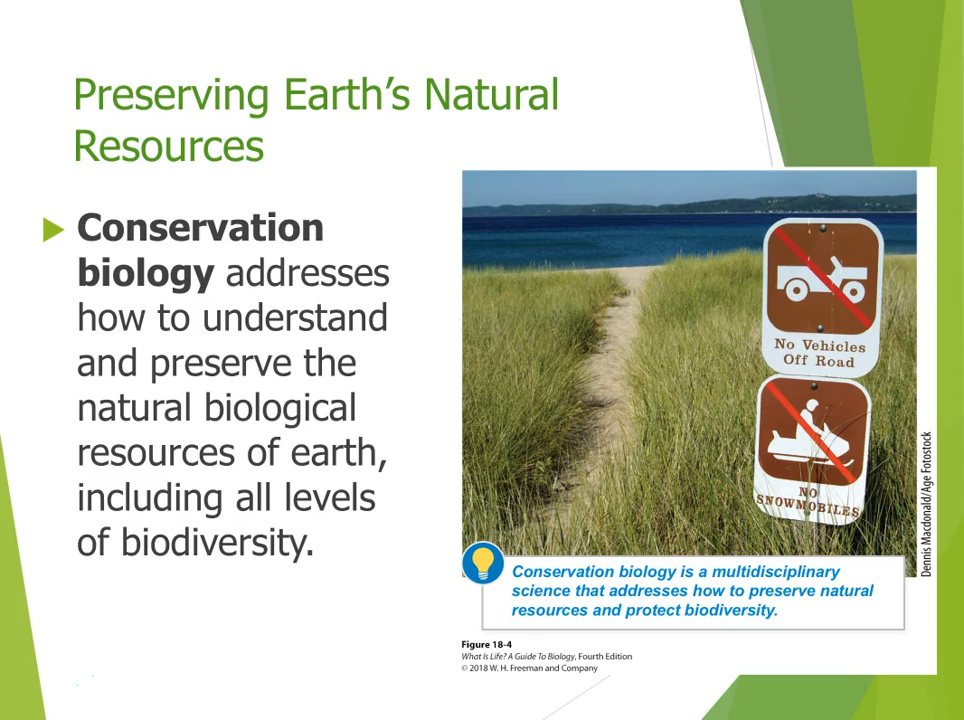 Preserving Earth's Natural
Resources
Conservation
biology addresses
how to understand
and preserve the
natural biological
resources of earth,
including all levels
of biodiversity.
No Vehicles
Off Road
NO
SNOWMOBILES
Dennis Macdonald/Age Fotostock
Conservation biology is a multidisciplinary
science that addresses how to preserve natural
resources and protect biodiversity.
Figure 18-4
What Is Life? A Guide To Biology, Fourth Edition
© 2018 W. H. Freeman and Company